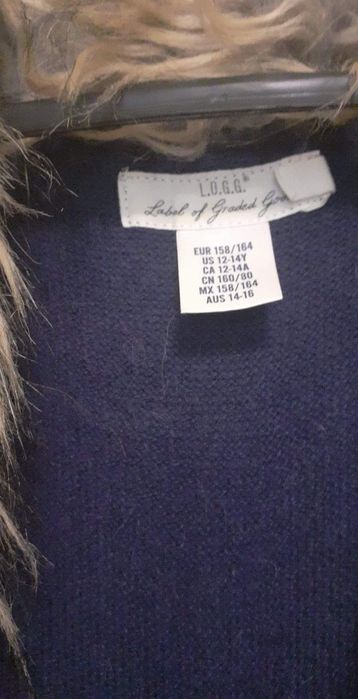 L.O.G.G.®
Label of Graded
EUR 158/164
US 12-14Y
CA 12-14A
CN 160/80
MX 158/164
AUS 14-16